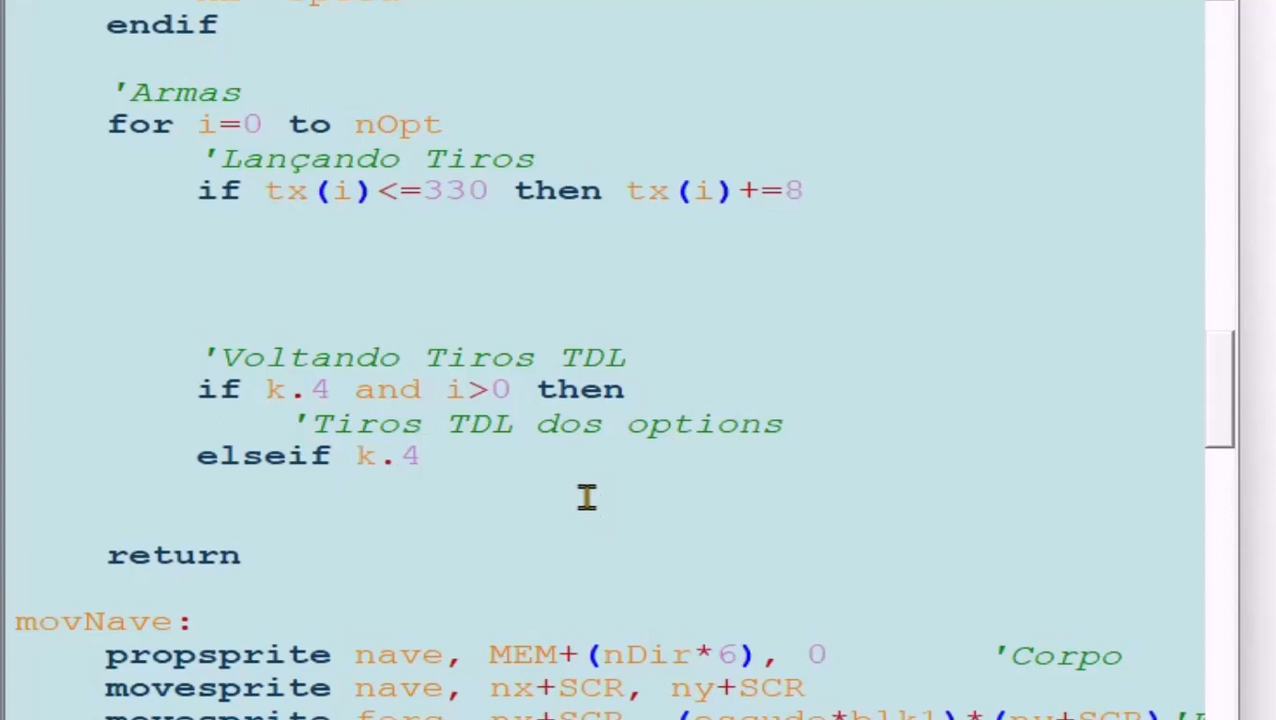 endif
'Armas
for i=0 to nOpt
'Lançando Tiros
if tx(i)<=330 then tx(i)+=8
'Voltando Tiros TDL
if k.4 and i>0 then
'Tiros TDL dos options
elseif k.4
return
movNave:
propsprite nave, MEM+(nDir*6), 0 'Corpo
movesprite nave, nx+SCR, ny+SCR